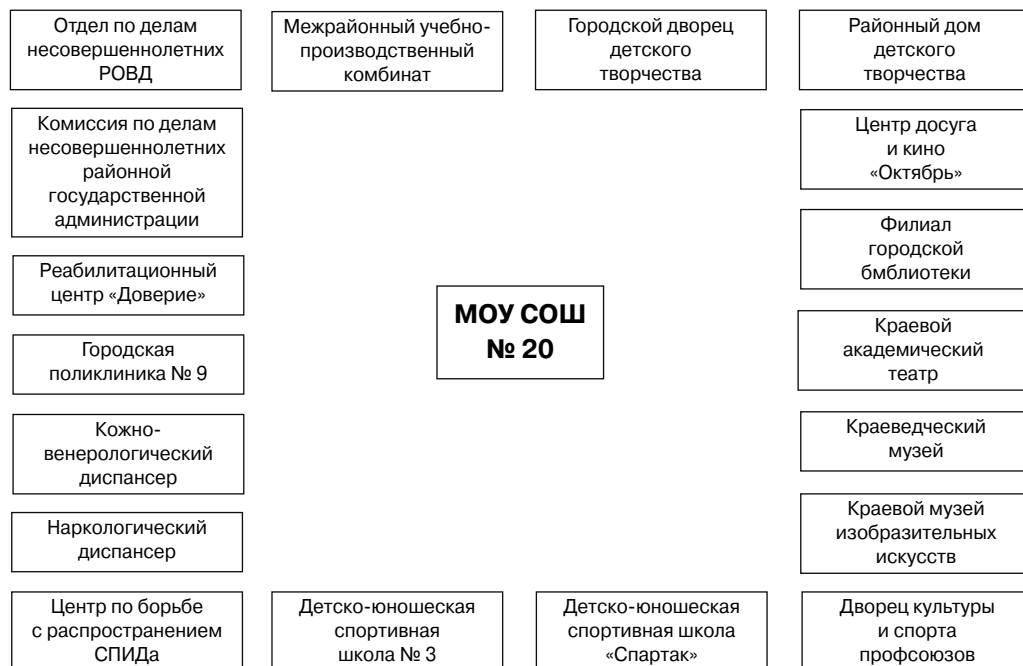 Отдел по делам
несовершеннолетних
РОВД
Межрайонный учебно-
производственный
комбинат
Городской дворец
детского
творчества
Районный дом
детского
творчества
Комиссия по делам
несовершеннолетних
районной
государственной
администрации
Центр досуга
и кино
«Октябрь»
Филиал
городской
бмблиотеки
Реабилитационный
центр «Доверие»
МОУ СОШ
№ 20
Краевой
академический
театр
Городская
поликлиника № 9
Кожно-
венерологический
диспансер
Краеведческий
музей
Наркологический
диспансер
Краевой музей
изобразительных
искусств
Центр по борьбе
с распространением
СПИДа
Детско-юношеская
спортивная
школа № 3
Детско-юношеская
спортивная школа
«Спартак»
Дворец культуры
и спорта
профсоюзов